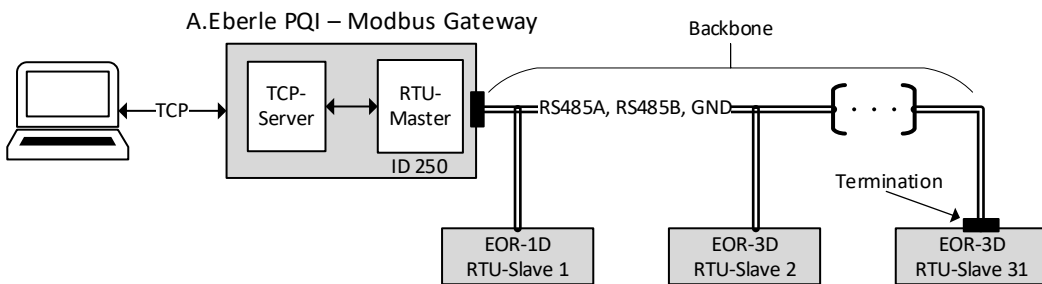 A.Eberle PQI – Modbus Gateway
Backbone
TCP
TCP-
Server
RTU-
Master
ID 250
RS485A, RS485B, GND
. . .
Termination
EOR-1D
RTU-Slave 1
EOR-3D
RTU-Slave 2
EOR-3D
RTU-Slave 31